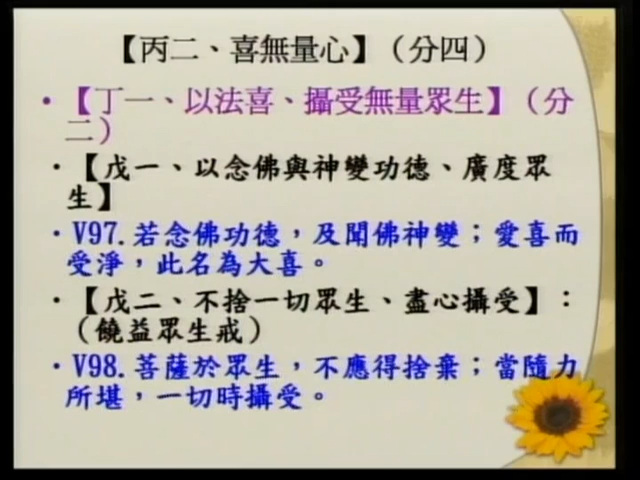 【丙二、喜無量心】（分四）
•【丁一、以法喜、攝受無量眾生】（分
二）
•【戊一、以念佛與神變功德、廣度眾
生】
•V97.若念佛功德，及聞佛神變；愛喜而
受淨，此名為大喜。
•【戊二、不捨一切眾生、盡心攝受】：
（饒益眾生戒）
•V98.菩薩於眾生，不應得捨棄；當隨力
所堪，一切時攝受。